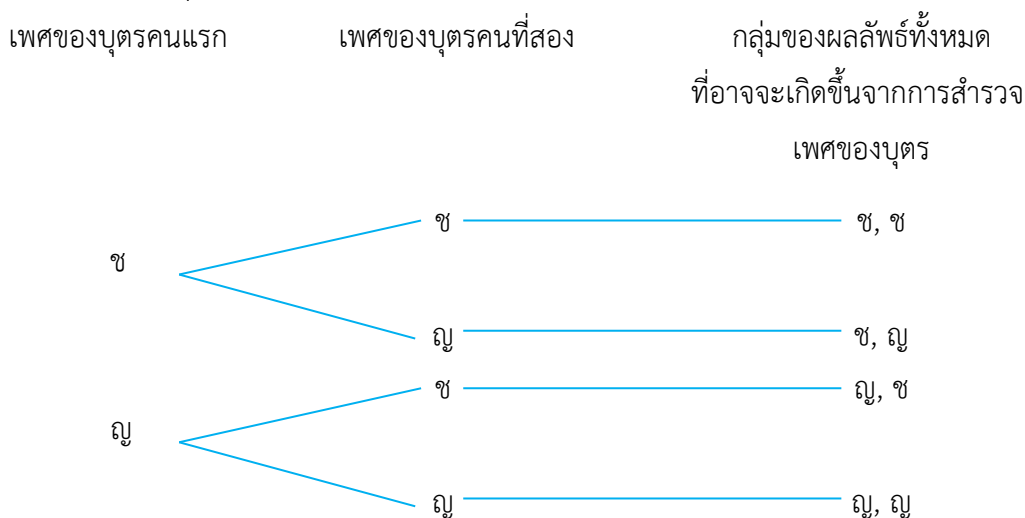 เพศของบุตรคนแรก เพศของบุตรคนที่สอง กลุ่มของผลลัพธ์ทั้งหมด
ที่อาจจะเกิดขึ้นจากการสำรวจ
เพศของบุตร
ช ช, ช
ช
ญ ช, ญ
ช ญ, ช
ญ
ญ ญ, ญ